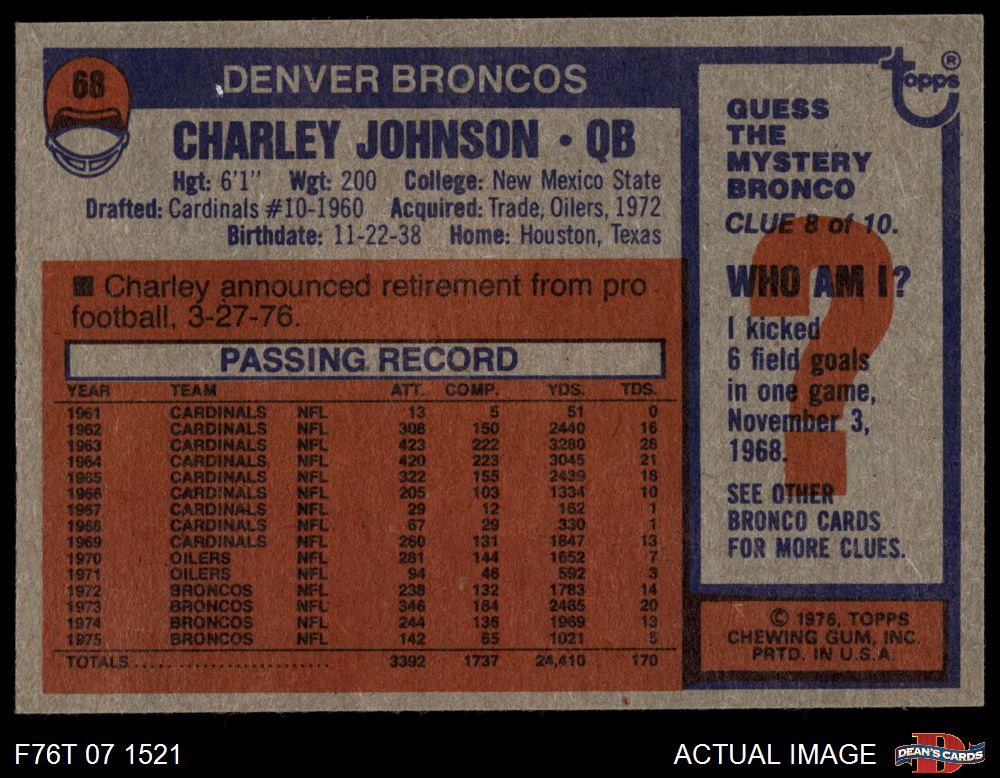 68
DENVER BRONCOS
topps®
CHARLEY JOHNSON • QB
Hgt: 6'1" Wgt: 200 College: New Mexico State
Drafted: Cardinals #10-1960 Acquired: Trade, Oilers, 1972
Birthdate: 11-22-38 Home: Houston, Texas
■ Charley announced retirement from pro
football, 3-27-76.
PASSING RECORD
YEAR TEAM ATT. COMP. YDS. TDS.
1961 CARDINALS NFL 13 5 51 0
1962 CARDINALS NFL 308 150 2440 16
1963 CARDINALS NFL 423 222 3280 28
1964 CARDINALS NFL 420 223 3045 21
1965 CARDINALS NFL 322 155 2439 18
1966 CARDINALS NFL 205 103 1334 10
1967 CARDINALS NFL 29 12 162 1
1968 CARDINALS NFL 67 29 330 1
1969 CARDINALS NFL 260 131 1847 13
1970 OILERS NFL 281 144 1652 7
1971 OILERS NFL 94 46 592 3
1972 BRONCOS NFL 238 132 1783 14
1973 BRONCOS NFL 346 184 2465 20
1974 BRONCOS NFL 244 136 1969 13
1975 BRONCOS NFL 142 65 1021 5
TOTALS........................ 3392 1737 24,410 170
GUESS
THE
MYSTERY
BRONCO
CLUE 8 of 10.
WHO AM I?
I kicked
6 field goals
in one game,
November 3,
1968.
SEE OTHER
BRONCO CARDS
FOR MORE CLUES.
© 1976, TOPPS
CHEWING GUM, INC.
PRTD. IN U.S.A.
F76T 07 1521
ACTUAL IMAGE
DEAN'S CARDS